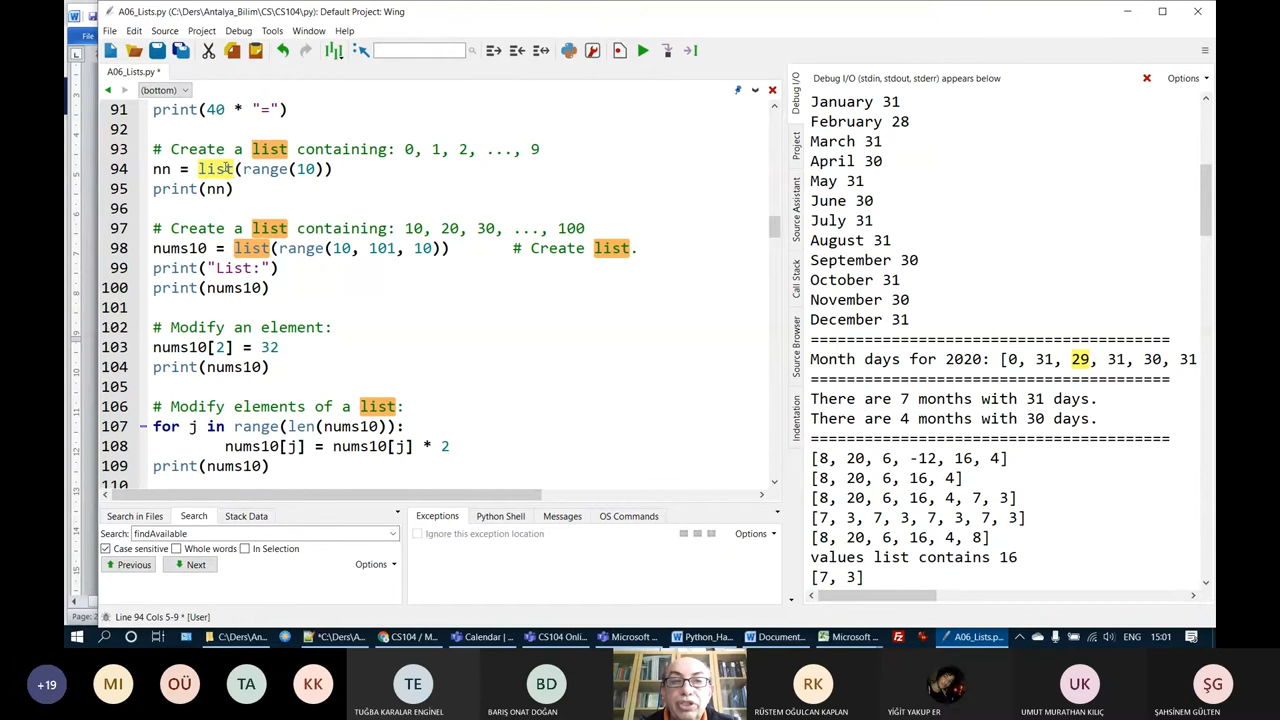 A06_Lists.py (C:\Ders\Antalya_Bilim\CS\CS104\py): Default Project: Wing
File Edit Source Project Debug Tools Window Help
File
A06_Lists.py *
Debug I/O (stdin, stdout, stderr) appears below
Options
(bottom)
91 print(40 * "=")
92
93 # Create a list containing: 0, 1, 2, ..., 9
94 nn = list(range(10))
95 print(nn)
96
97 # Create a list containing: 10, 20, 30, ..., 100
98 nums10 = list(range(10, 101, 10)) # Create list.
99 print("List:")
100 print(nums10)
101
102 # Modify an element:
103 nums10[2] = 32
104 print(nums10)
105
106 # Modify elements of a list:
107 for j in range(len(nums10)):
108 nums10[j] = nums10[j] * 2
109 print(nums10)
110
Debug I/O
Project
Source Assistant
Call Stack
Source Browser
Indentation
January 31
February 28
March 31
April 30
May 31
June 30
July 31
August 31
September 30
October 31
November 30
December 31
========================================
Month days for 2020: [0, 31, 29, 31, 30, 31
========================================
There are 7 months with 31 days.
There are 4 months with 30 days.
========================================
[8, 20, 6, -12, 16, 4]
[8, 20, 6, 16, 4]
[8, 20, 6, 16, 4, 7, 3]
[7, 3, 7, 3, 7, 3, 7, 3]
[8, 20, 6, 16, 4, 8]
values list contains 16
[7, 3]
Search in Files Search Stack Data
Search: findAvailable
Case sensitive Whole words In Selection
Previous Next Options
Exceptions Python Shell Messages OS Commands
Ignore this exception location
Options
Line 94 Cols 5-9 * [User]
Page: 2
C:\Ders\An... *C:\Ders\A... CS104 / M... Calendar | ... CS104 Onli... Microsoft ... Python_Ha... Document... Microsoft ... A06_Lists.p... ENG 15:01
+19 MI OÜ TA KK TE BD RK UK ŞG
TUĞBA KARALAR ENGİNEL
BARIŞ ONAT DOĞAN
RÜSTEM OĞULCAN KAPLAN
YİĞİT YAKUP ER
UMUT MURATHAN KILIÇ
ŞAHSİNEM GÜLTEN